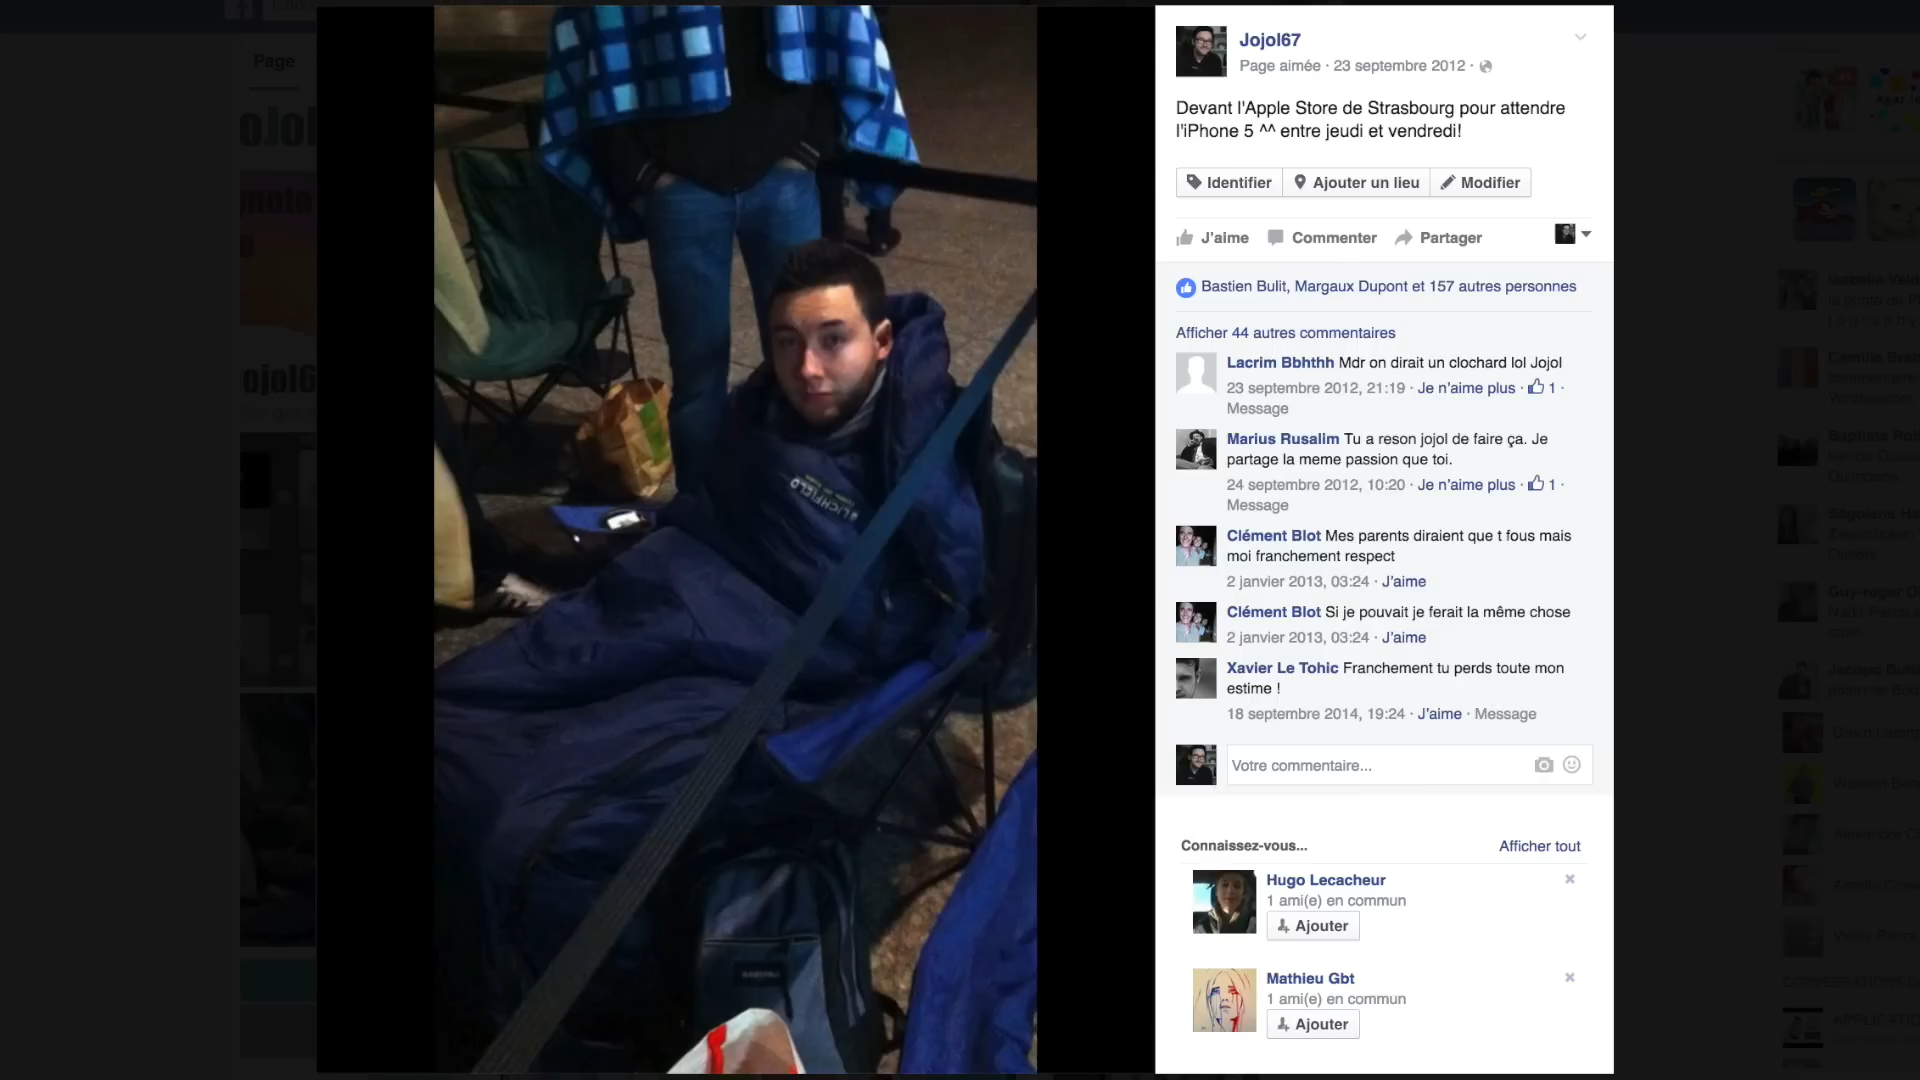 Page
Jojol67
Page aimée · 23 septembre 2012 ·
Devant l'Apple Store de Strasbourg pour attendre
l'iPhone 5 ^^ entre jeudi et vendredi!
Identifier
Ajouter un lieu
Modifier
J'aime
Commenter
Partager
Bastien Bulit, Margaux Dupont et 157 autres personnes
Afficher 44 autres commentaires
Lacrim Bbhthh Mdr on dirait un clochard lol Jojol
23 septembre 2012, 21:19 · Je n'aime plus · 1 ·
Message
Marius Rusalim Tu a reson jojol de faire ça. Je
partage la meme passion que toi.
24 septembre 2012, 10:20 · Je n'aime plus · 1 ·
Message
Clément Blot Mes parents diraient que t fous mais
moi franchement respect
2 janvier 2013, 03:24 · J'aime
Clément Blot Si je pouvait je ferait la même chose
2 janvier 2013, 03:24 · J'aime
Xavier Le Tohic Franchement tu perds toute mon
estime !
18 septembre 2014, 19:24 · J'aime · Message
Votre commentaire...
Connaissez-vous...
Afficher tout
Hugo Lecacheur
1 ami(e) en commun
Ajouter
Mathieu Gbt
1 ami(e) en commun
Ajouter
LICHFIELD